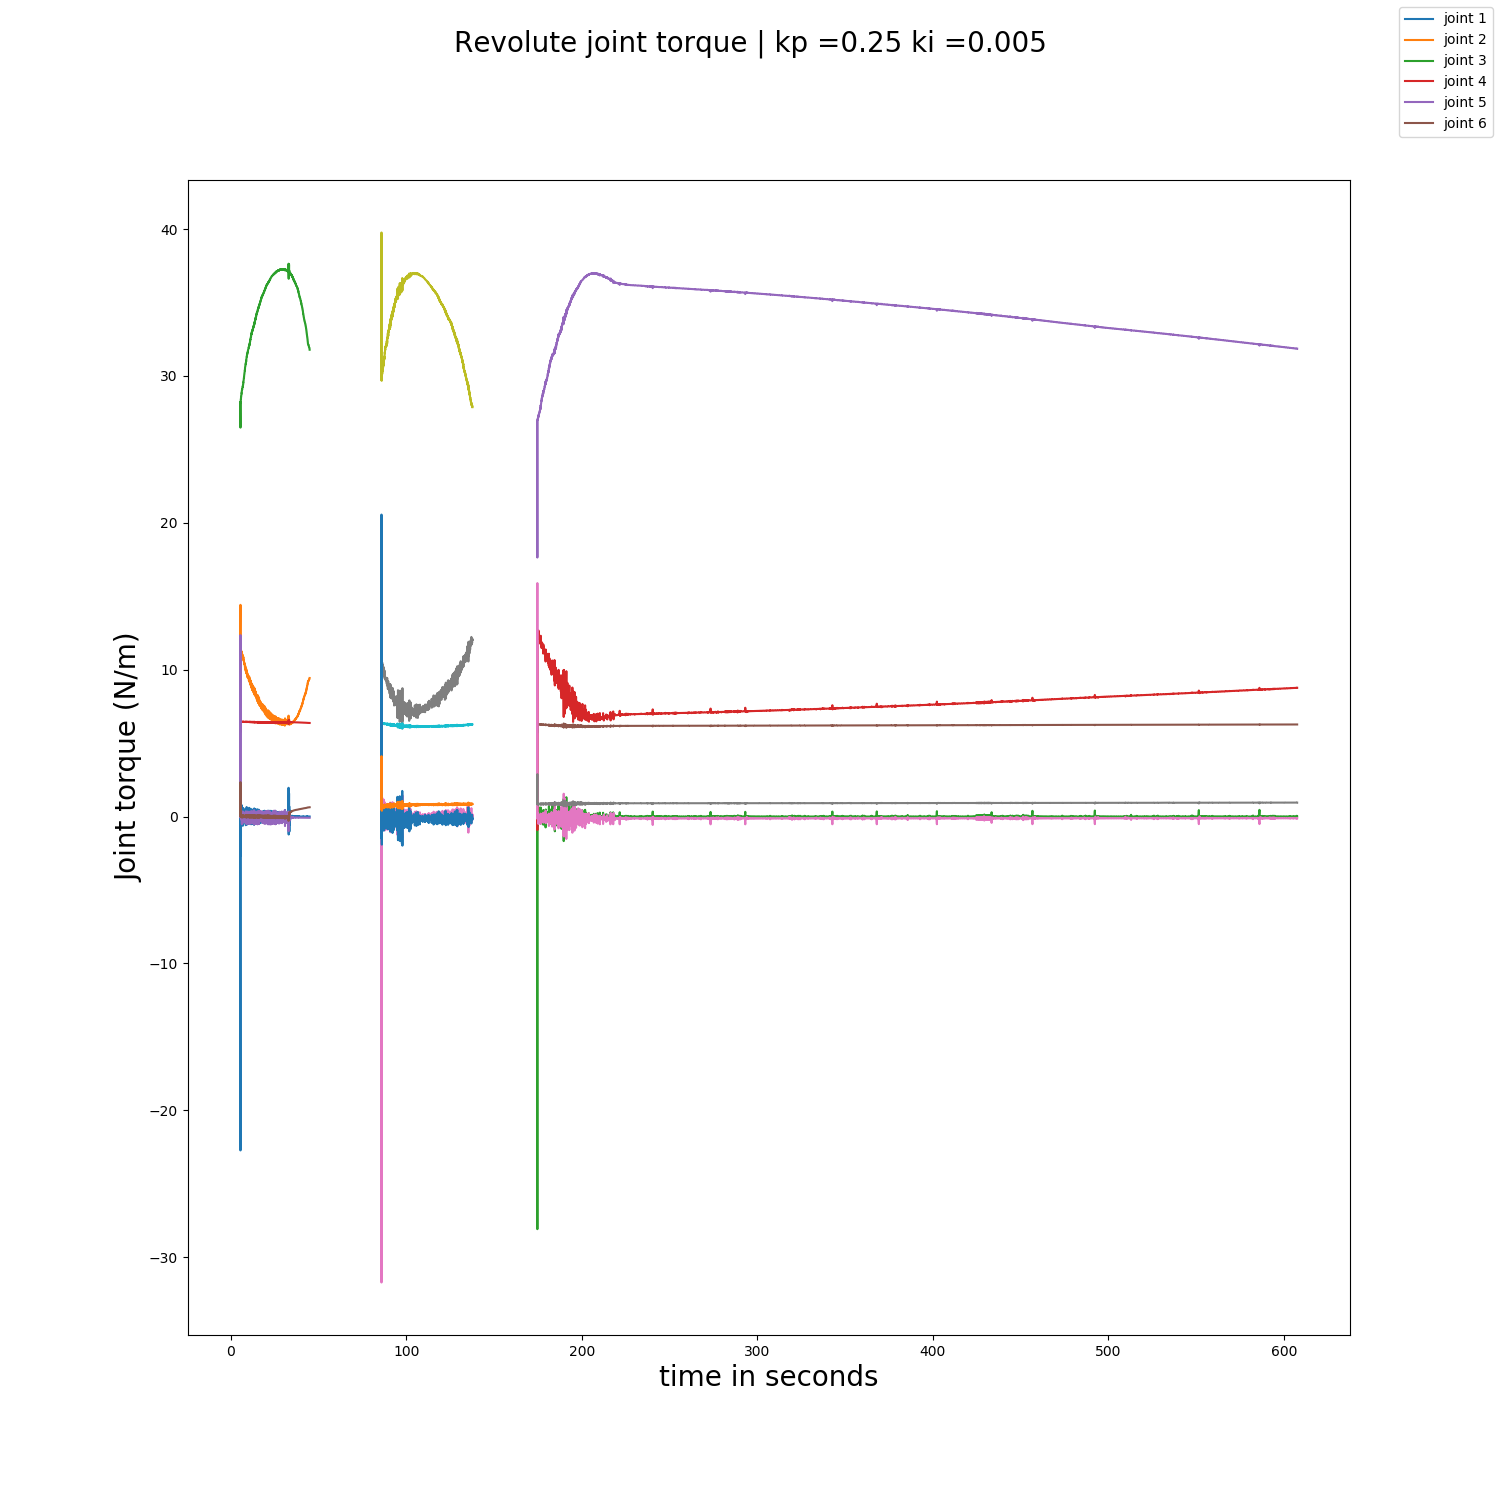 Revolute joint torque | kp =0.25 ki =0.005
joint 1
joint 2
joint 3
joint 4
joint 5
joint 6
Joint torque (N/m)
40
30
20
10
0
−10
−20
−30
0 100 200 300 400 500 600
time in seconds